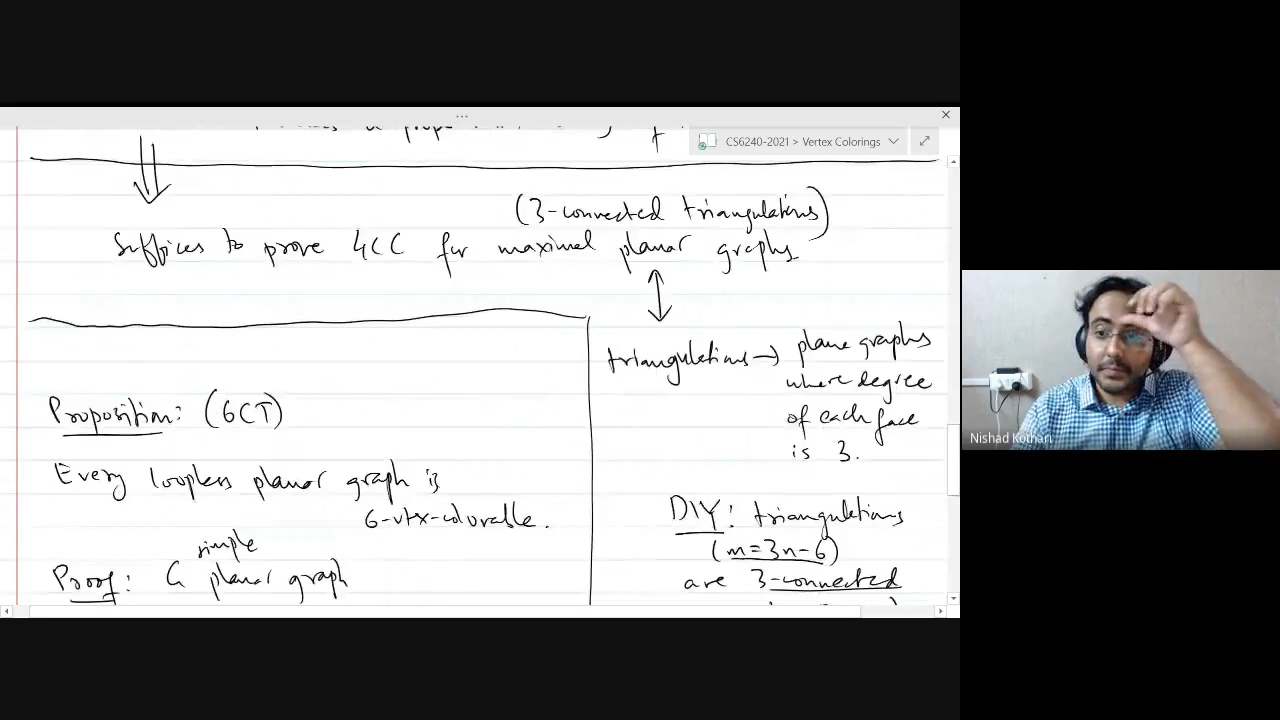 CS6240-2021 > Vertex Colorings
(3-connected triangulations)
Suffices to prove 4CC for maximal planar graphs.
triangulations → plane graphs
where degree
of each face
is 3.
Proposition: (6CT)
Every loopless planar graph is
6-vtx-colorable.
simple
Proof: G planar graph
DIY: triangulations
(m=3n-6)
are 3-connected
Nishad Kothari